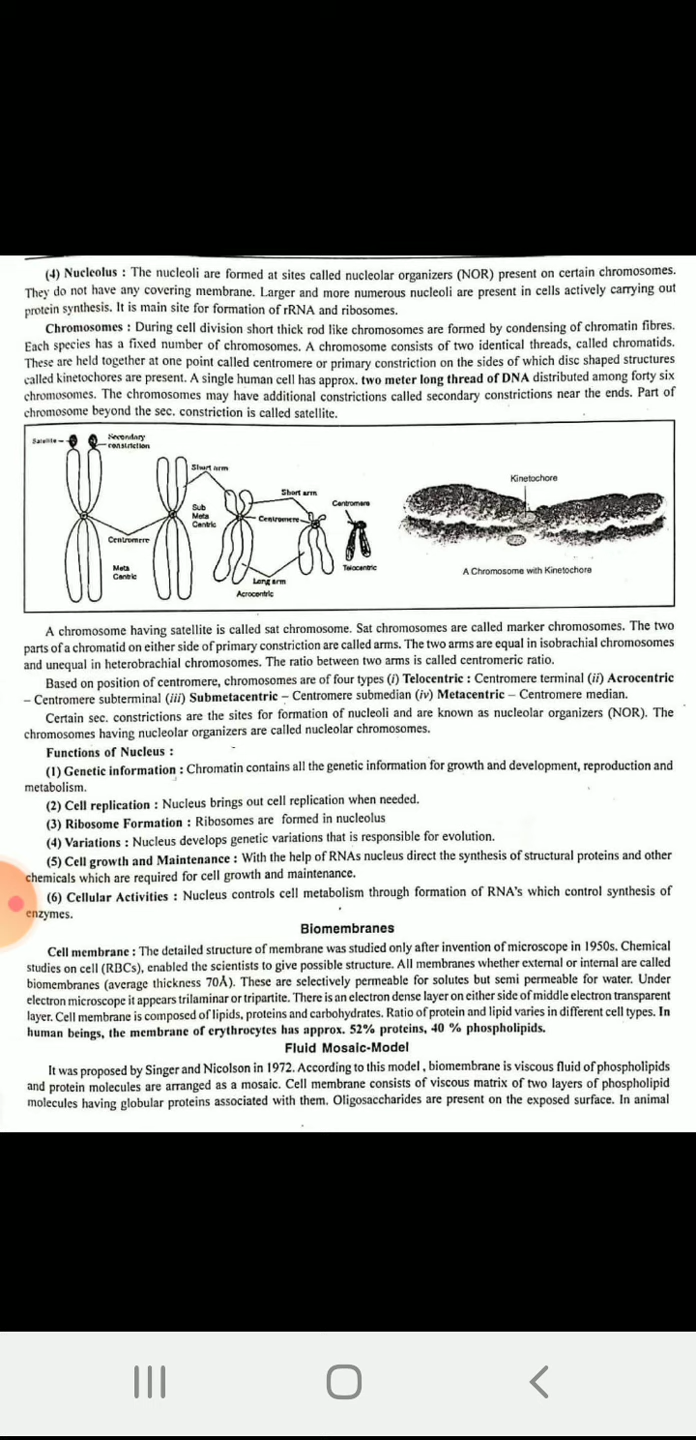 (4) Nucleolus : The nucleoli are formed at sites called nucleolar organizers (NOR) present on certain chromosomes.
They do not have any covering membrane. Larger and more numerous nucleoli are present in cells actively carrying out
protein synthesis. It is main site for formation of rRNA and ribosomes.
Chromosomes : During cell division short thick rod like chromosomes are formed by condensing of chromatin fibres.
Each species has a fixed number of chromosomes. A chromosome consists of two identical threads, called chromatids.
These are held together at one point called centromere or primary constriction on the sides of which disc shaped structures
called kinetochores are present. A single human cell has approx. two meter long thread of DNA distributed among forty six
chromosomes. The chromosomes may have additional constrictions called secondary constrictions near the ends. Part of
chromosome beyond the sec. constriction is called satellite.
Satellite
Secondary
constriction
Short arm
Short arm
Centromere
Kinetochore
Sub
Meta
Centric
Centromere
Centromere
Meta
Centric
Long arm
Telocentric
Acrocentric
A Chromosome with Kinetochore
A chromosome having satellite is called sat chromosome. Sat chromosomes are called marker chromosomes. The two
parts of a chromatid on either side of primary constriction are called arms. The two arms are equal in isobrachial chromosomes
and unequal in heterobrachial chromosomes. The ratio between two arms is called centromeric ratio.
Based on position of centromere, chromosomes are of four types (i) Telocentric : Centromere terminal (ii) Acrocentric
– Centromere subterminal (iii) Submetacentric – Centromere submedian (iv) Metacentric – Centromere median.
Certain sec. constrictions are the sites for formation of nucleoli and are known as nucleolar organizers (NOR). The
chromosomes having nucleolar organizers are called nucleolar chromosomes.
Functions of Nucleus :
(1) Genetic information : Chromatin contains all the genetic information for growth and development, reproduction and
metabolism.
(2) Cell replication : Nucleus brings out cell replication when needed.
(3) Ribosome Formation : Ribosomes are formed in nucleolus
(4) Variations : Nucleus develops genetic variations that is responsible for evolution.
(5) Cell growth and Maintenance : With the help of RNAs nucleus direct the synthesis of structural proteins and other
chemicals which are required for cell growth and maintenance.
(6) Cellular Activities : Nucleus controls cell metabolism through formation of RNA's which control synthesis of
enzymes.
Biomembranes
Cell membrane : The detailed structure of membrane was studied only after invention of microscope in 1950s. Chemical
studies on cell (RBCs), enabled the scientists to give possible structure. All membranes whether external or internal are called
biomembranes (average thickness 70Å). These are selectively permeable for solutes but semi permeable for water. Under
electron microscope it appears trilaminar or tripartite. There is an electron dense layer on either side of middle electron transparent
layer. Cell membrane is composed of lipids, proteins and carbohydrates. Ratio of protein and lipid varies in different cell types. In
human beings, the membrane of erythrocytes has approx. 52% proteins, 40 % phospholipids.
Fluid Mosaic-Model
It was proposed by Singer and Nicolson in 1972. According to this model , biomembrane is viscous fluid of phospholipids
and protein molecules are arranged as a mosaic. Cell membrane consists of viscous matrix of two layers of phospholipid
molecules having globular proteins associated with them. Oligosaccharides are present on the exposed surface. In animal